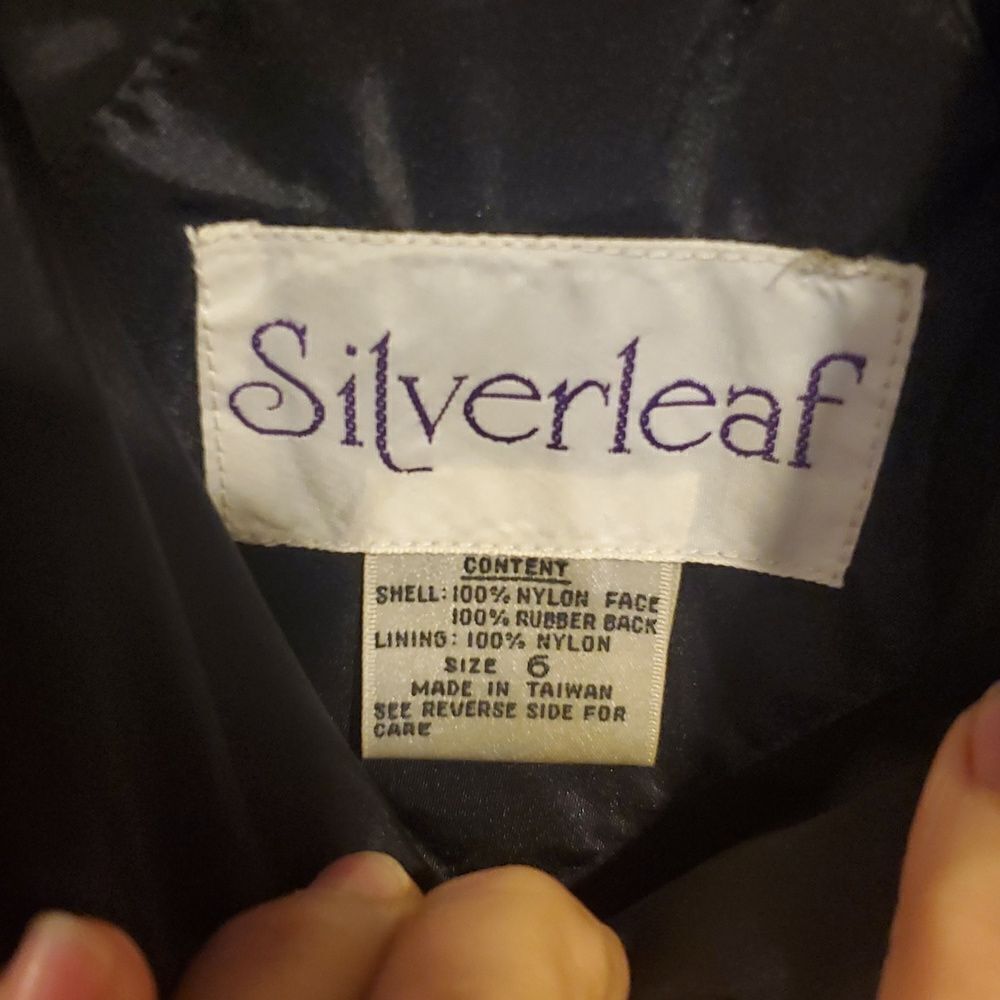 Silverleaf
CONTENT
SHELL: 100% NYLON FACE
100% RUBBER BACK
LINING: 100% NYLON
SIZE 6
MADE IN TAIWAN
SEE REVERSE SIDE FOR
CARE